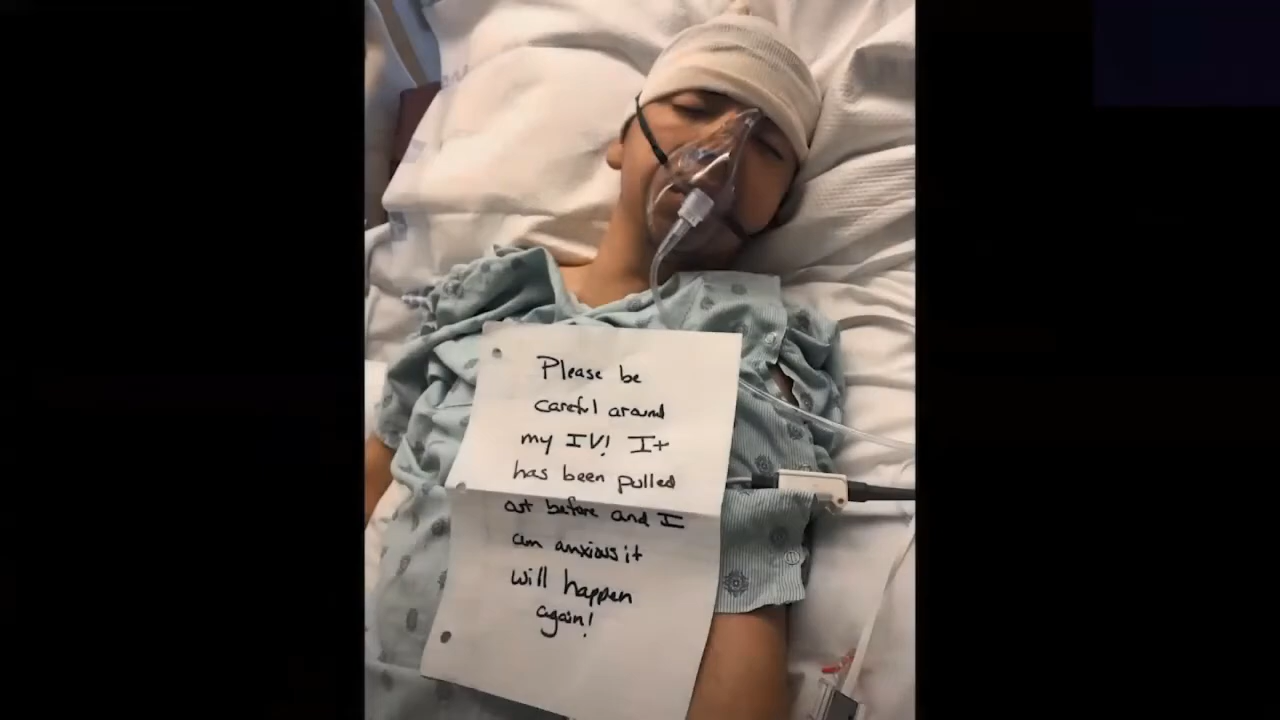 Please be
careful around
my IV! It
has been pulled
out before and I
am anxious it
will happen
again!